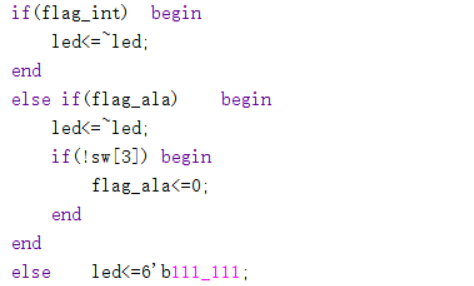 if(flag_int)  begin
    led<=~led;
end
else if(flag_ala)    begin
    led<=~led;
    if(!sw[3]) begin
        flag_ala<=0;
    end
end
else    led<=6'b111_111;